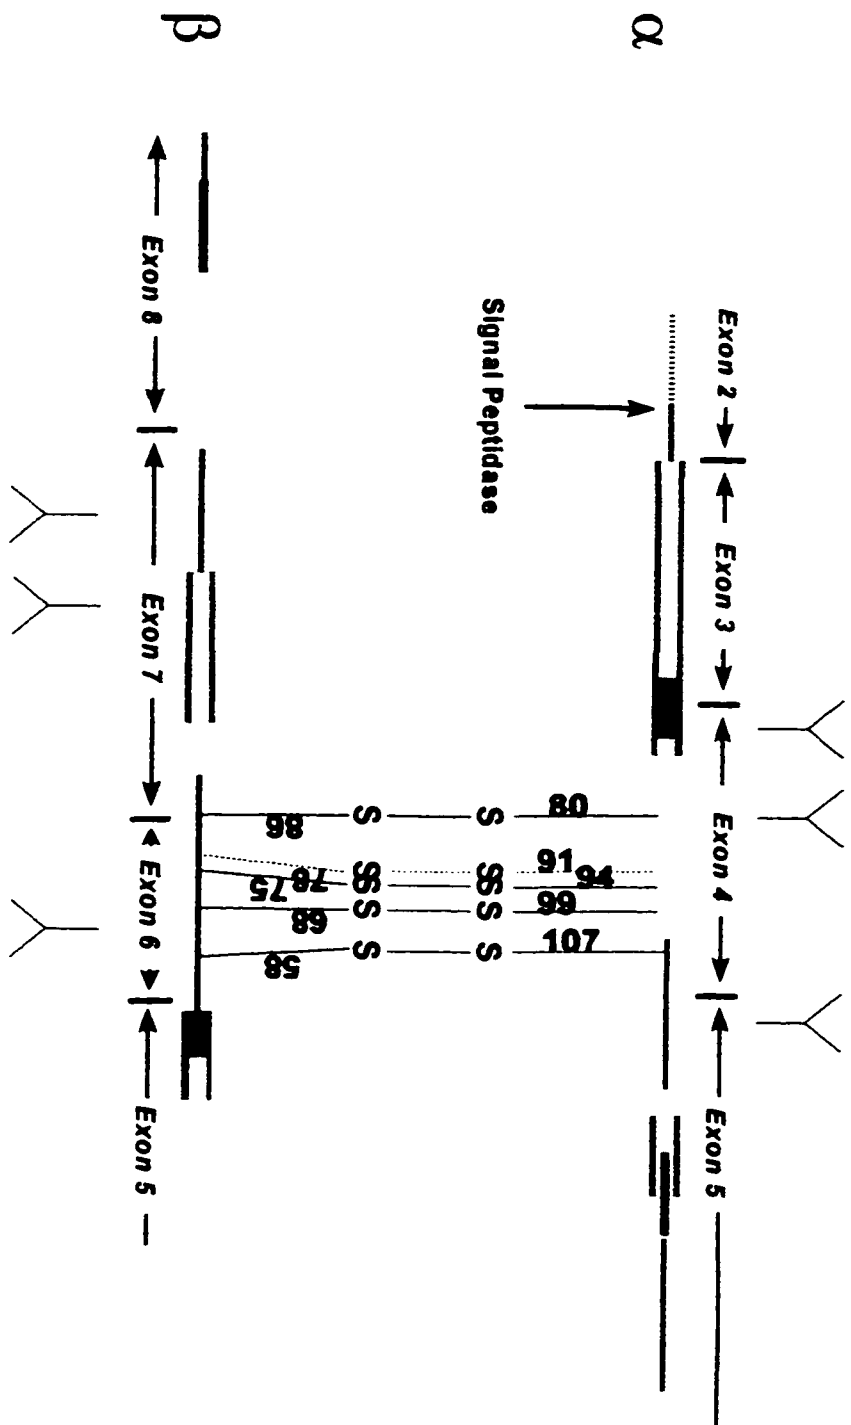 Exon 2 Exon 3 Exon 4 Exon 5
α
80 91 94 99 107
Signal Peptidase
S S S S S
S S S S S
86 78 75 68 58
β
Exon 8 Exon 7 Exon 6 Exon 5